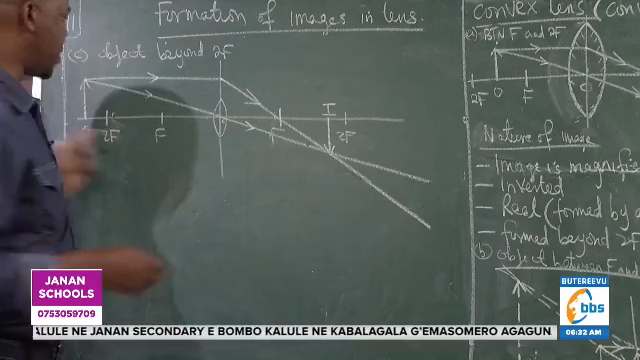 Formation of Images in lens.
(c) object beyond 2F
I
2F
F
F
2F
Convex Lens
(a) BTN F and 2F
2F
O
F
Nature of image
- Image is magnifie
- Inverted
- Real (formed by
- formed beyond 2F
(b) object between F and
JANAN
SCHOOLS
0753059709
BUTEREEVU
bbs
06:32 AM
KALULE NE JANAN SECONDARY E BOMBO KALULE NE KABALAGALA G'EMASOMERO AGAGUN